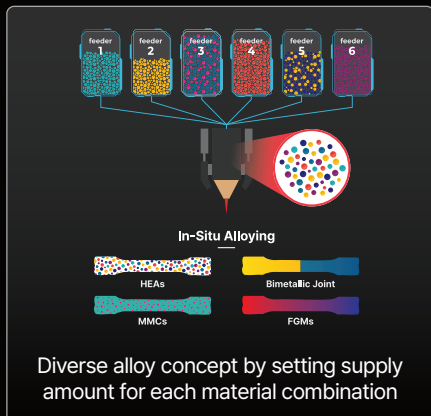 feeder feeder feeder feeder feeder feeder
1 2 3 4 5 6
In-Situ Alloying
HEAs Bimetallic Joint
MMCs FGMs
Diverse alloy concept by setting supply
amount for each material combination